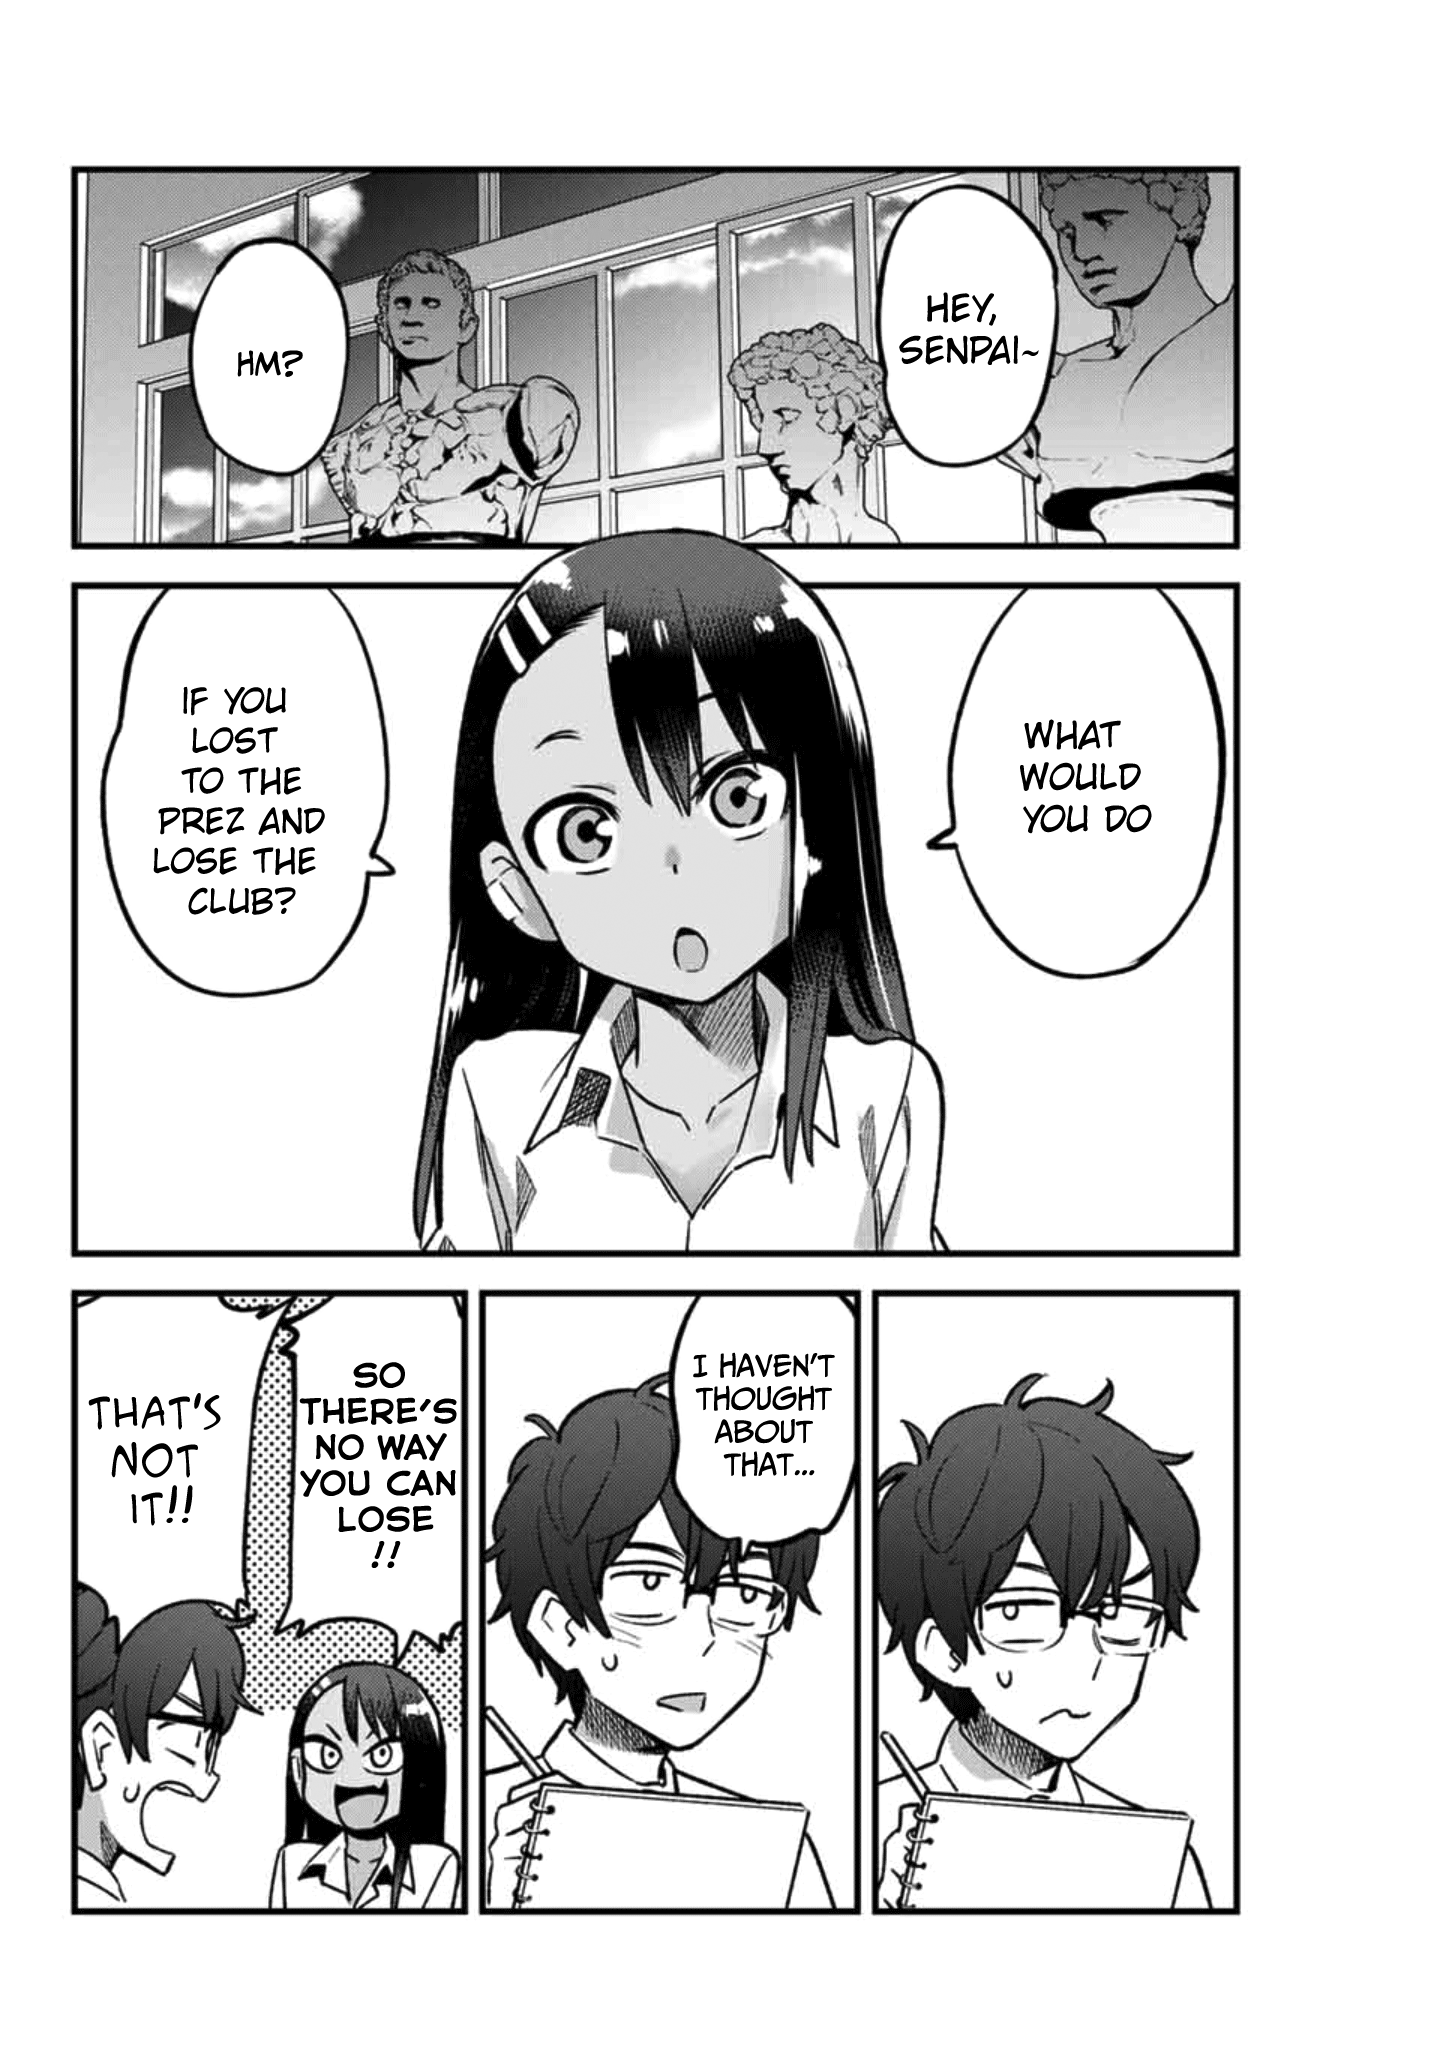 HEY,
SENPAI~
HM?
WHAT
WOULD
YOU DO
IF YOU
LOST
TO THE
PREZ AND
LOSE THE
CLUB?
I HAVEN'T
THOUGHT
ABOUT
THAT...
SO
THERE'S
NO WAY
YOU CAN
LOSE
!!
THAT'S
NOT
IT!!